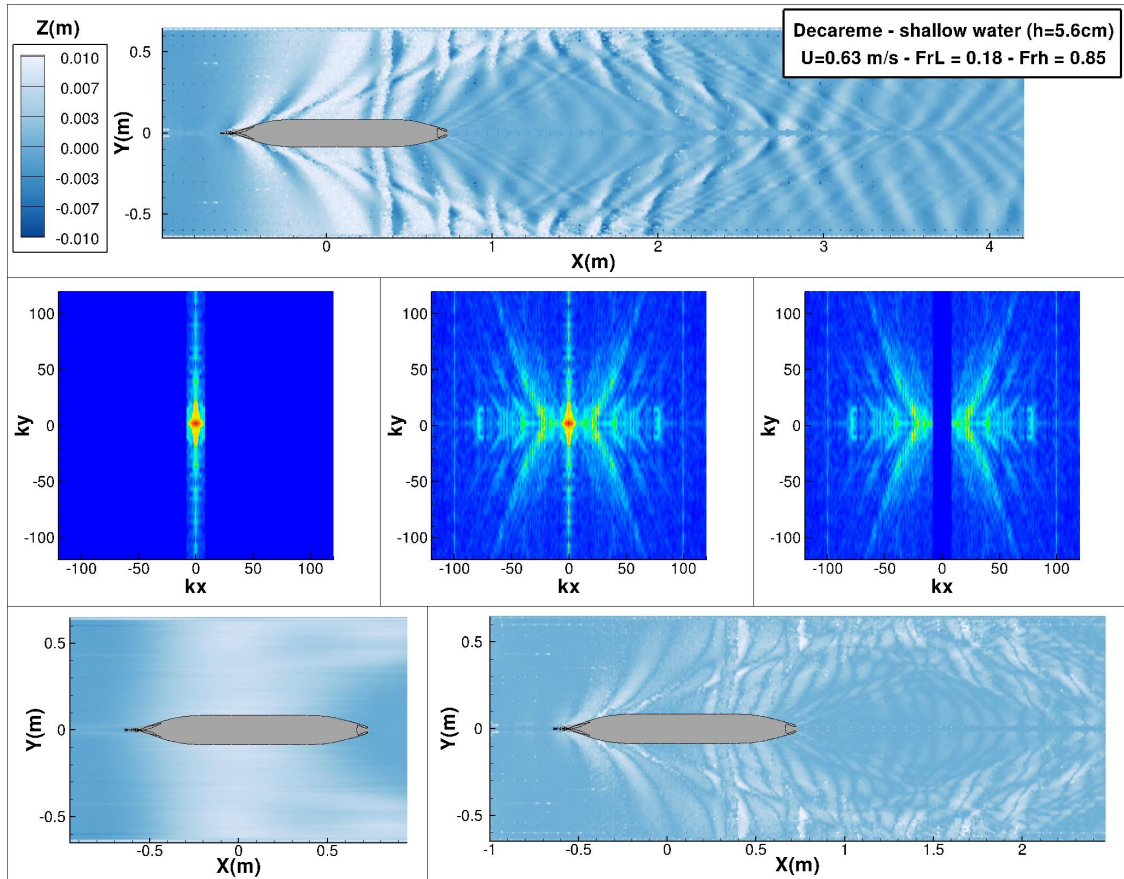 Z(m)
0.010
0.007
0.003
0.000
-0.003
-0.007
-0.010
Decareme - shallow water (h=5.6cm)
U=0.63 m/s - FrL = 0.18 - Frh = 0.85
Y(m)
0.5
0
-0.5
0 1 2 3 4
X(m)
ky
100
50
0
-50
-100
-100 -50 0 50 100
kx
ky
100
50
0
-50
-100
-100 -50 0 50 100
kx
ky
100
50
0
-50
-100
-100 -50 0 50 100
kx
Y(m)
0.5
0
-0.5
-0.5 0 0.5
X(m)
Y(m)
0.5
0
-0.5
-1 -0.5 0 0.5 1 1.5 2
X(m)